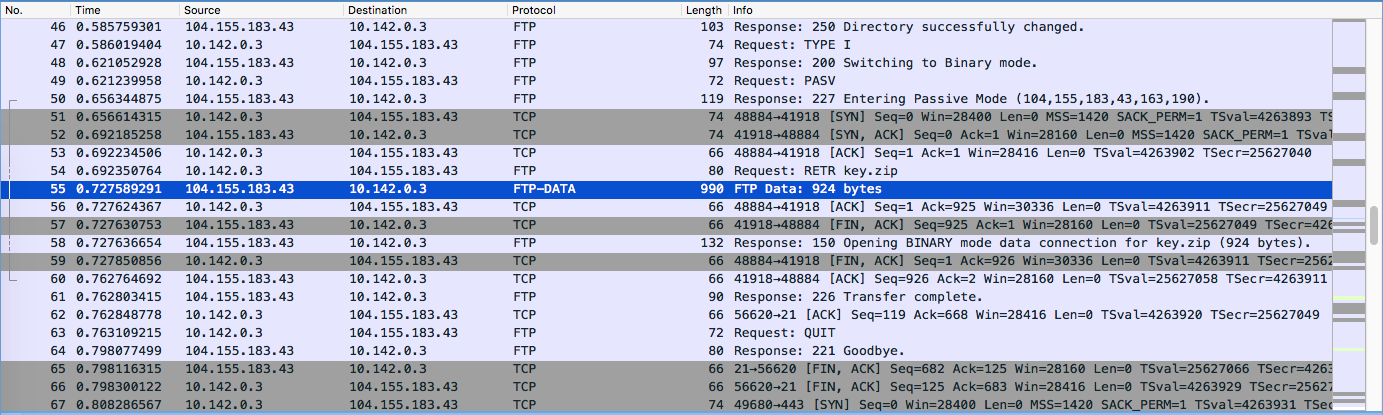 No. Time Source Destination Protocol Length Info
46 0.585759301 104.155.183.43 10.142.0.3 FTP 103 Response: 250 Directory successfully changed.
47 0.586019404 10.142.0.3 104.155.183.43 FTP 74 Request: TYPE I
48 0.621052928 104.155.183.43 10.142.0.3 FTP 97 Response: 200 Switching to Binary mode.
49 0.621239958 10.142.0.3 104.155.183.43 FTP 72 Request: PASV
50 0.656344875 104.155.183.43 10.142.0.3 FTP 119 Response: 227 Entering Passive Mode (104,155,183,43,163,190).
51 0.656614315 10.142.0.3 104.155.183.43 TCP 74 48884→41918 [SYN] Seq=0 Win=28400 Len=0 MSS=1420 SACK_PERM=1 TSval=4263893 TS
52 0.692185258 104.155.183.43 10.142.0.3 TCP 74 41918→48884 [SYN, ACK] Seq=0 Ack=1 Win=28160 Len=0 MSS=1420 SACK_PERM=1 TSval
53 0.692234506 10.142.0.3 104.155.183.43 TCP 66 48884→41918 [ACK] Seq=1 Ack=1 Win=28416 Len=0 TSval=4263902 TSecr=25627040
54 0.692350764 10.142.0.3 104.155.183.43 FTP 80 Request: RETR key.zip
55 0.727589291 104.155.183.43 10.142.0.3 FTP-DATA 990 FTP Data: 924 bytes
56 0.727624367 10.142.0.3 104.155.183.43 TCP 66 48884→41918 [ACK] Seq=1 Ack=925 Win=30336 Len=0 TSval=4263911 TSecr=25627049
57 0.727630753 104.155.183.43 10.142.0.3 TCP 66 41918→48884 [FIN, ACK] Seq=925 Ack=1 Win=28160 Len=0 TSval=25627049 TSecr=426
58 0.727636654 104.155.183.43 10.142.0.3 FTP 132 Response: 150 Opening BINARY mode data connection for key.zip (924 bytes).
59 0.727850856 10.142.0.3 104.155.183.43 TCP 66 48884→41918 [FIN, ACK] Seq=1 Ack=926 Win=30336 Len=0 TSval=4263911 TSecr=2562
60 0.762764692 104.155.183.43 10.142.0.3 TCP 66 41918→48884 [ACK] Seq=926 Ack=2 Win=28160 Len=0 TSval=25627058 TSecr=4263911
61 0.762803415 104.155.183.43 10.142.0.3 FTP 90 Response: 226 Transfer complete.
62 0.762848778 10.142.0.3 104.155.183.43 TCP 66 56620→21 [ACK] Seq=119 Ack=668 Win=28416 Len=0 TSval=4263920 TSecr=25627049
63 0.763109215 10.142.0.3 104.155.183.43 FTP 72 Request: QUIT
64 0.798077499 104.155.183.43 10.142.0.3 FTP 80 Response: 221 Goodbye.
65 0.798116315 104.155.183.43 10.142.0.3 TCP 66 21→56620 [FIN, ACK] Seq=682 Ack=125 Win=28160 Len=0 TSval=25627066 TSecr=4263
66 0.798300122 10.142.0.3 104.155.183.43 TCP 66 56620→21 [FIN, ACK] Seq=125 Ack=683 Win=28416 Len=0 TSval=4263929 TSecr=25627
67 0.808286567 10.142.0.3 104.155.183.43 TCP 74 49680→443 [SYN] Seq=0 Win=28400 Len=0 MSS=1420 SACK_PERM=1 TSval=4263931 TSec